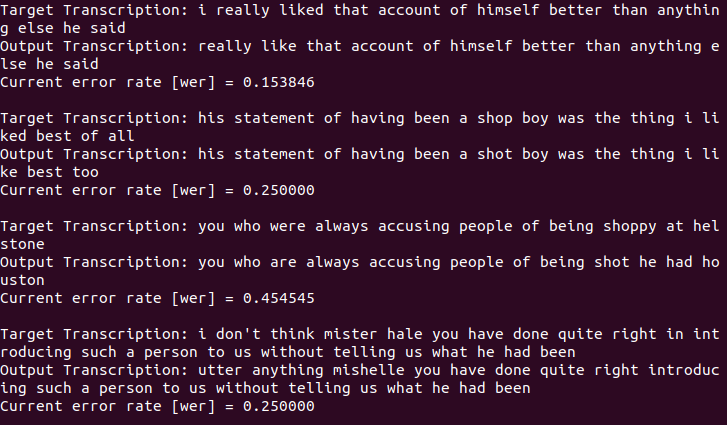 Target Transcription: i really liked that account of himself better than anythin
g else he said
Output Transcription: really like that account of himself better than anything e
lse he said
Current error rate [wer] = 0.153846
Target Transcription: his statement of having been a shop boy was the thing i li
ked best of all
Output Transcription: his statement of having been a shot boy was the thing i li
ke best too
Current error rate [wer] = 0.250000
Target Transcription: you who were always accusing people of being shoppy at hel
stone
Output Transcription: you who are always accusing people of being shot he had ho
uston
Current error rate [wer] = 0.454545
Target Transcription: i don't think mister hale you have done quite right in int
roducing such a person to us without telling us what he had been
Output Transcription: utter anything mishelle you have done quite right introduc
ing such a person to us without telling us what he had been
Current error rate [wer] = 0.250000